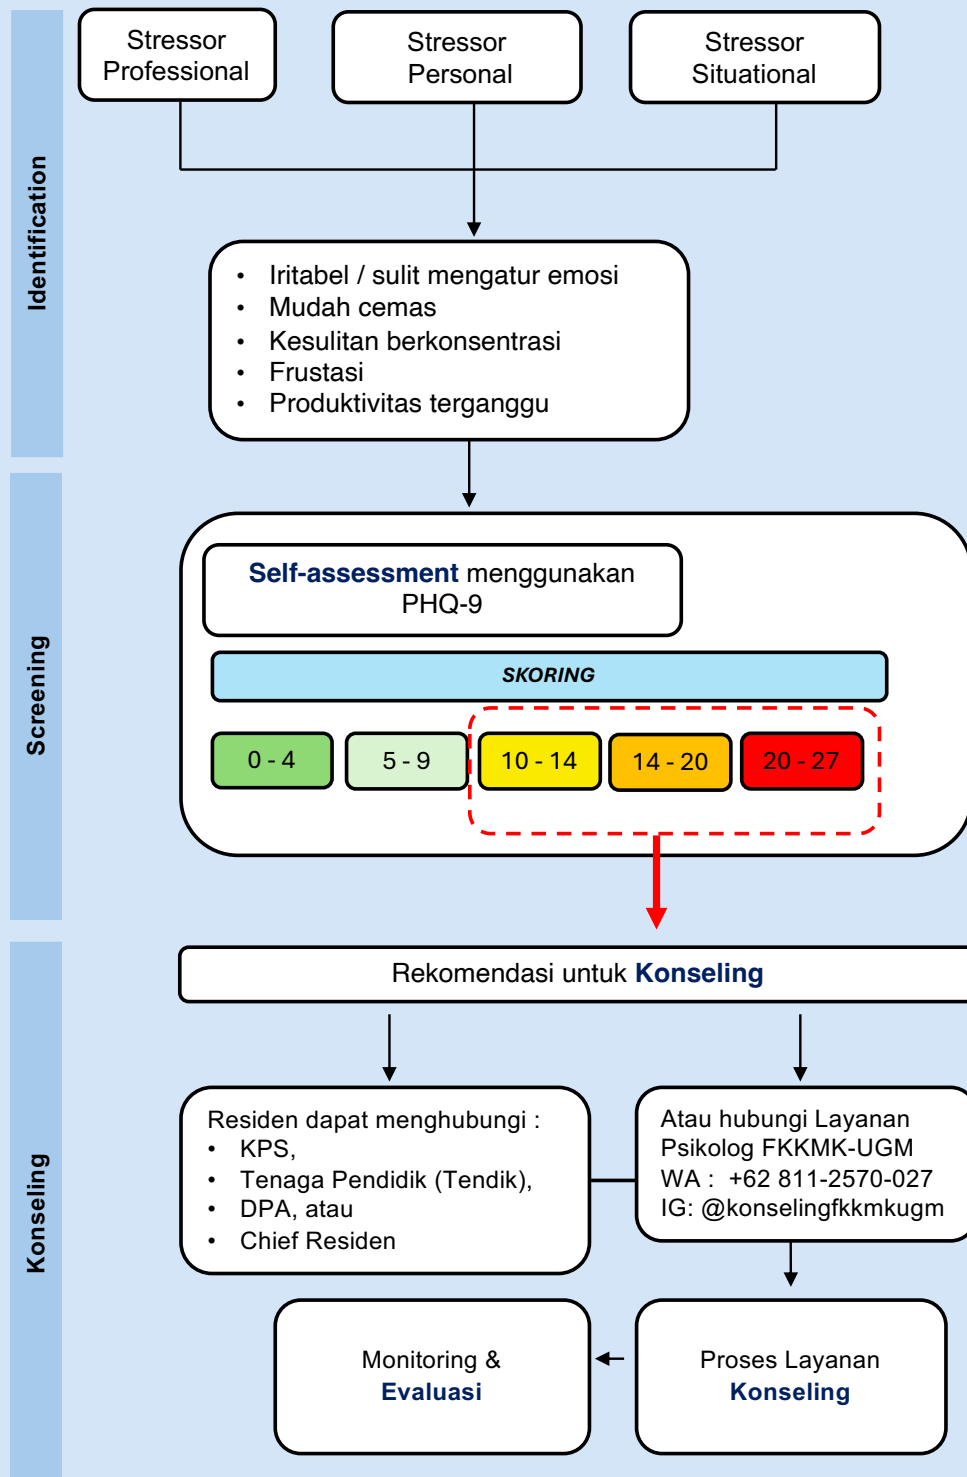 Identification
Stressor
Professional
Stressor
Personal
Stressor
Situational
• Iritabel / sulit mengatur emosi
• Mudah cemas
• Kesulitan berkonsentrasi
• Frustasi
• Produktivitas terganggu
Screening
Self-assessment menggunakan
PHQ-9
SKORING
0 - 4
5 - 9
10 - 14
14 - 20
20 - 27
Konseling
Rekomendasi untuk Konseling
Residen dapat menghubungi :
• KPS,
• Tenaga Pendidik (Tendik),
• DPA, atau
• Chief Residen
Atau hubungi Layanan
Psikolog FKKMK-UGM
WA : +62 811-2570-027
IG: @konselingfkkmkugm
Monitoring &
Evaluasi
Proses Layanan
Konseling